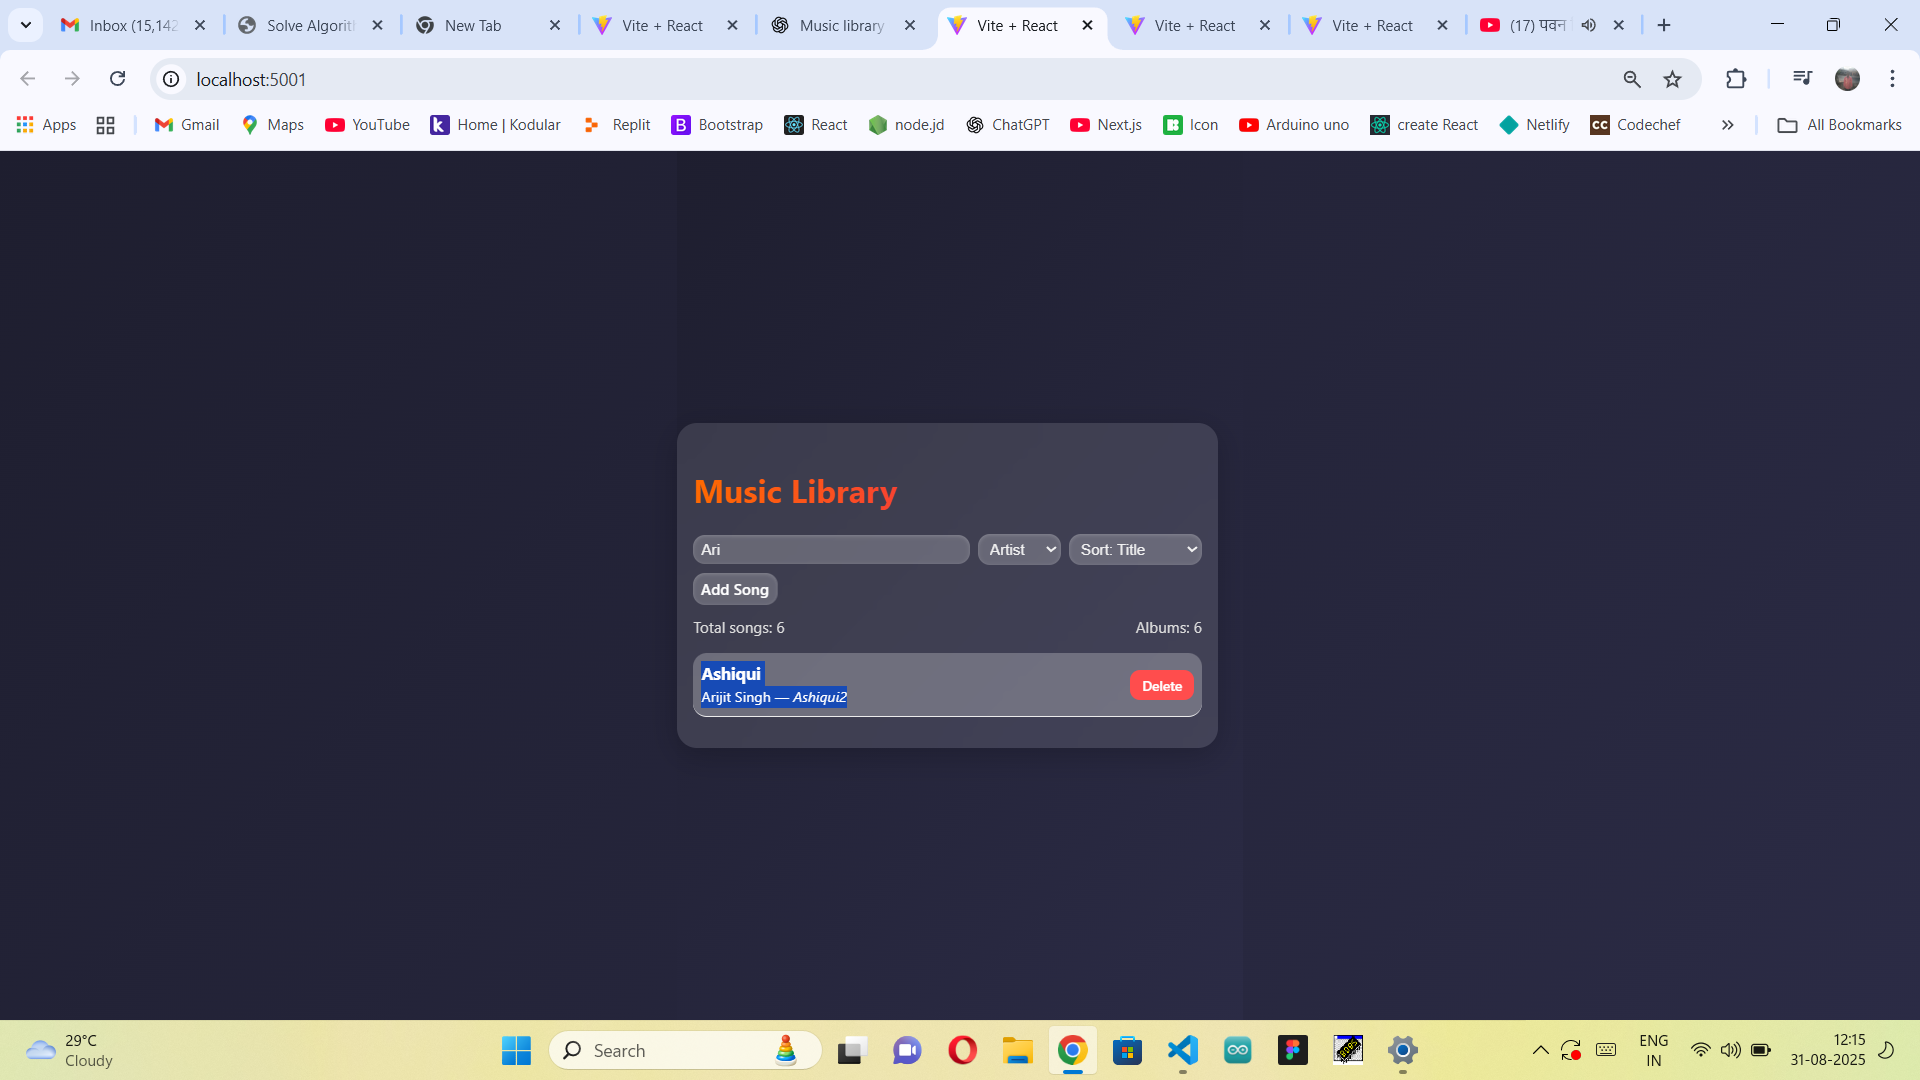 Inbox (15,142
Solve Algorit
New Tab
Vite + React
Music library
Vite + React
Vite + React
Vite + React
(17) पवन
localhost:5001
Apps
Gmail
Maps
YouTube
Home | Kodular
Replit
Bootstrap
React
node.jd
ChatGPT
Next.js
Icon
Arduino uno
create React
Netlify
Codechef
All Bookmarks
Music Library
Ari
Artist
Sort: Title
Add Song
Total songs: 6
Albums: 6
Ashiqui
Arijit Singh — Ashiqui2
Delete
29°C
Cloudy
Search
ENG
IN
12:15
31-08-2025